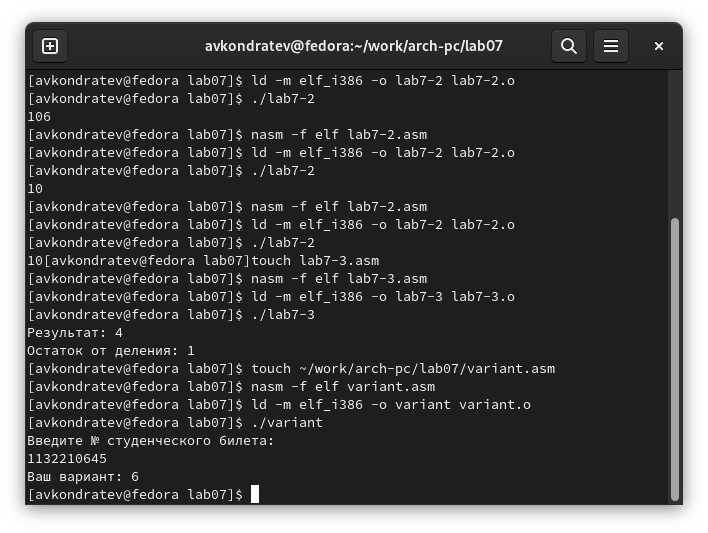 avkondratev@fedora:~/work/arch-pc/lab07
[avkondratev@fedora lab07]$ ld -m elf_i386 -o lab7-2 lab7-2.o
[avkondratev@fedora lab07]$ ./lab7-2
106
[avkondratev@fedora lab07]$ nasm -f elf lab7-2.asm
[avkondratev@fedora lab07]$ ld -m elf_i386 -o lab7-2 lab7-2.o
[avkondratev@fedora lab07]$ ./lab7-2
10
[avkondratev@fedora lab07]$ nasm -f elf lab7-2.asm
[avkondratev@fedora lab07]$ ld -m elf_i386 -o lab7-2 lab7-2.o
[avkondratev@fedora lab07]$ ./lab7-2
10[avkondratev@fedora lab07]touch lab7-3.asm
[avkondratev@fedora lab07]$ nasm -f elf lab7-3.asm
[avkondratev@fedora lab07]$ ld -m elf_i386 -o lab7-3 lab7-3.o
[avkondratev@fedora lab07]$ ./lab7-3
Результат: 4
Остаток от деления: 1
[avkondratev@fedora lab07]$ touch ~/work/arch-pc/lab07/variant.asm
[avkondratev@fedora lab07]$ nasm -f elf variant.asm
[avkondratev@fedora lab07]$ ld -m elf_i386 -o variant variant.o
[avkondratev@fedora lab07]$ ./variant
Введите № студенческого билета:
1132210645
Ваш вариант: 6
[avkondratev@fedora lab07]$